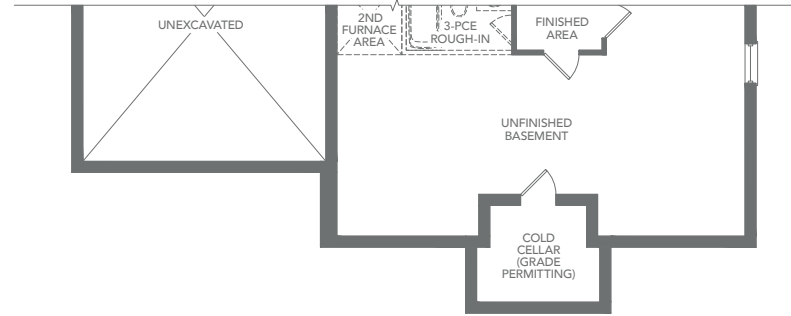 UNEXCAVATED
2ND
FURNACE
AREA
3-PCE
ROUGH-IN
FINISHED
AREA
UNFINISHED
BASEMENT
COLD
CELLAR
(GRADE
PERMITTING)